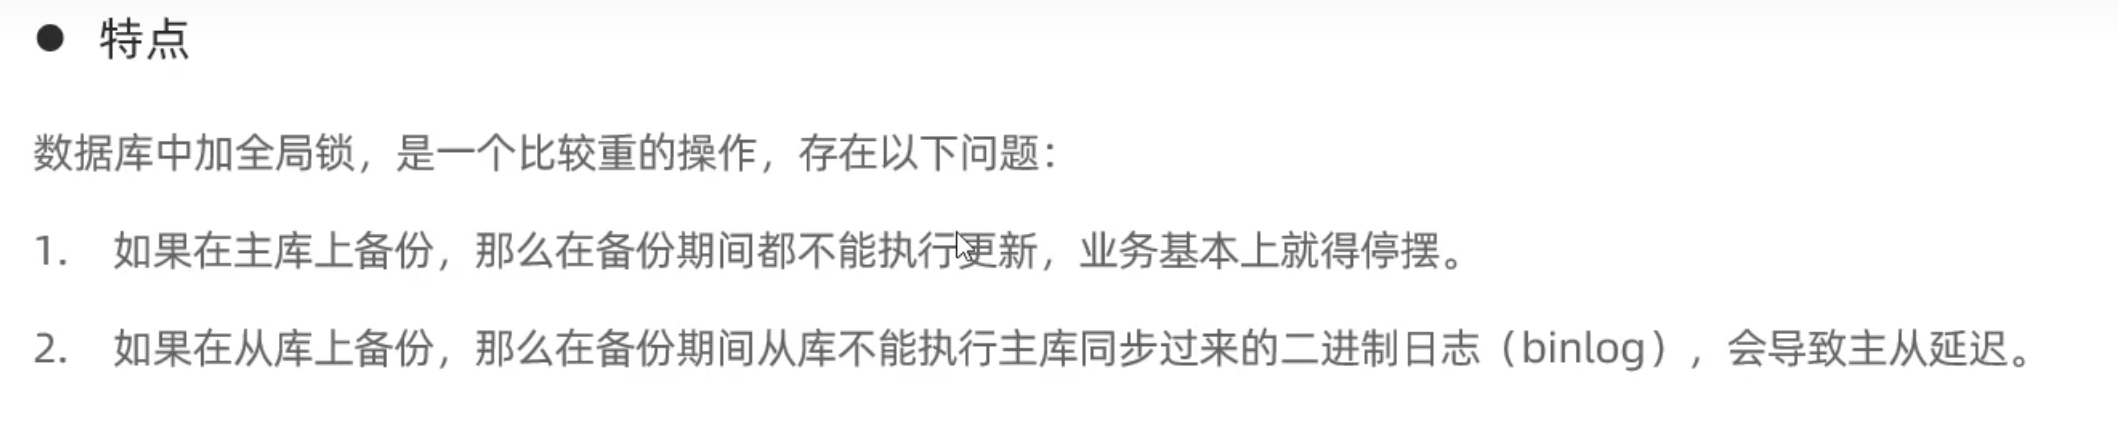 ● 特点
数据库中加全局锁，是一个比较重的操作，存在以下问题：
1. 如果在主库上备份，那么在备份期间都不能执行更新，业务基本上就得停摆。
2. 如果在从库上备份，那么在备份期间从库不能执行主库同步过来的二进制日志（binlog），会导致主从延迟。